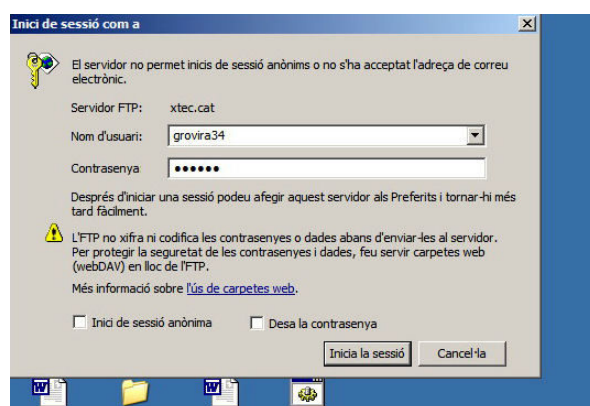 Inici de sessió com a
El servidor no permet inicis de sessió anònims o no s'ha acceptat l'adreça de correu
electrònic.
Servidor FTP: xtec.cat
Nom d'usuari: grovira34
Contrasenya ••••••
Després d'iniciar una sessió podeu afegir aquest servidor als Preferits i tornar-hi més
tard fàcilment.
L'FTP no xifra ni codifica les contrasenyes o dades abans d'enviar-les al servidor.
Per protegir la seguretat de les contrasenyes i dades, feu servir carpetes web
(webDAV) en lloc de l'FTP.
Més informació sobre l'ús de carpetes web.
Inici de sessió anònima Desa la contrasenya
Inicia la sessió Cancel·la